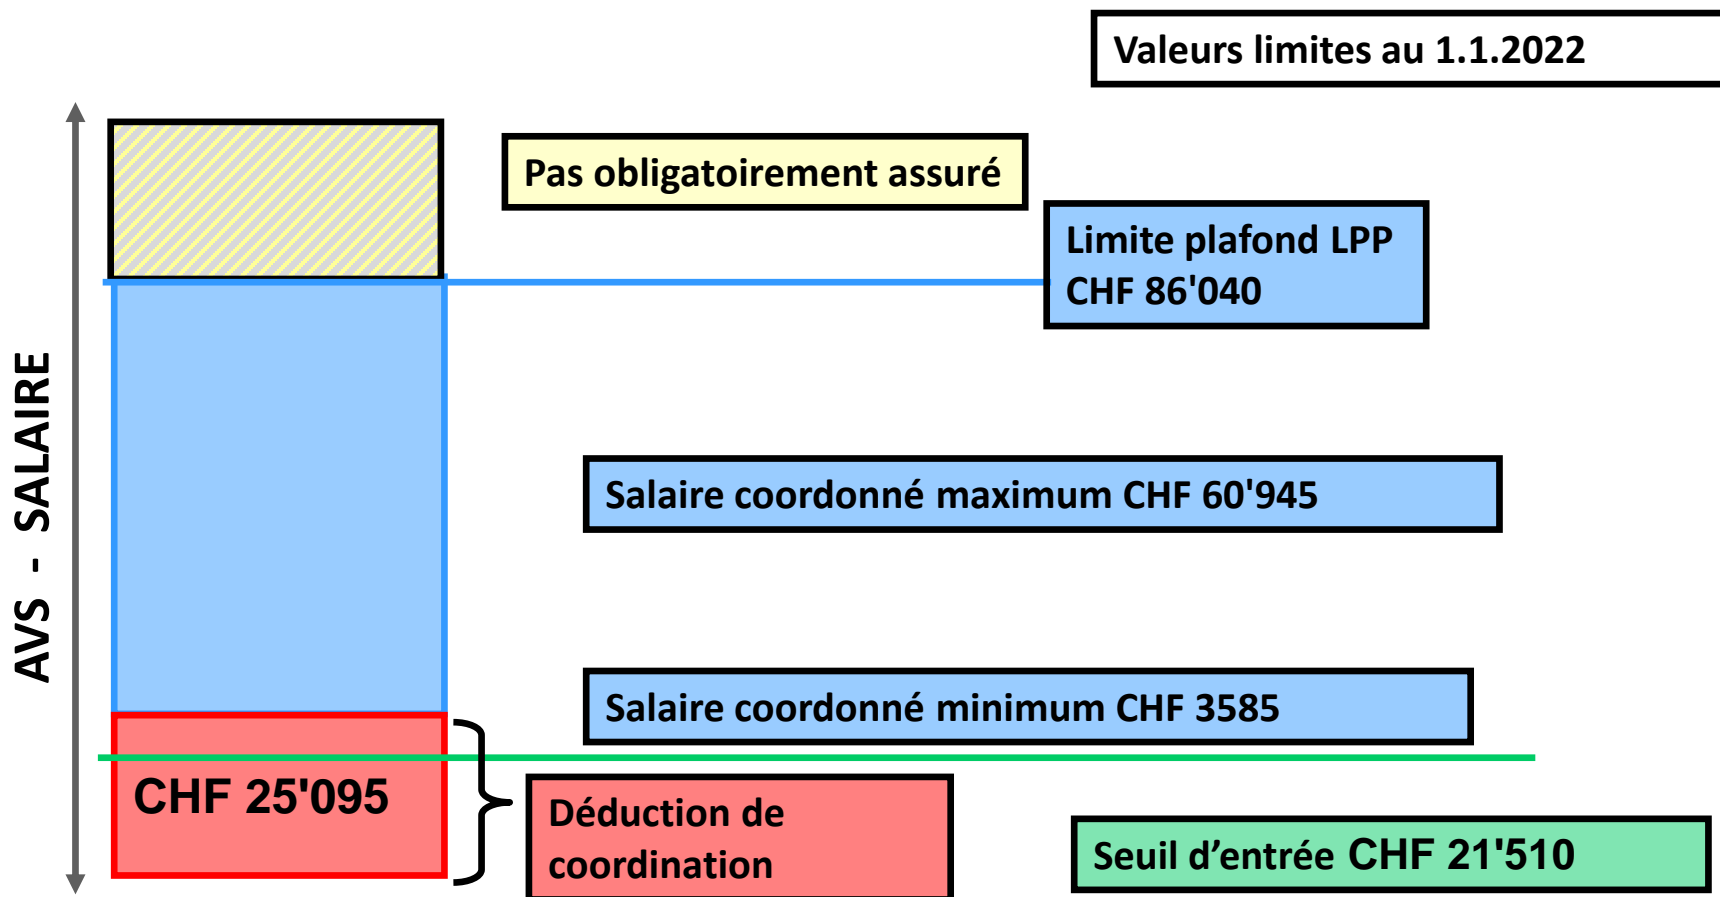 Valeurs limites au 1.1.2022
Pas obligatoirement assuré
Limite plafond LPP
CHF 86'040
AVS - SALAIRE
Salaire coordonné maximum CHF 60'945
Salaire coordonné minimum CHF 3585
CHF 25'095
Déduction de
coordination
Seuil d’entrée CHF 21'510